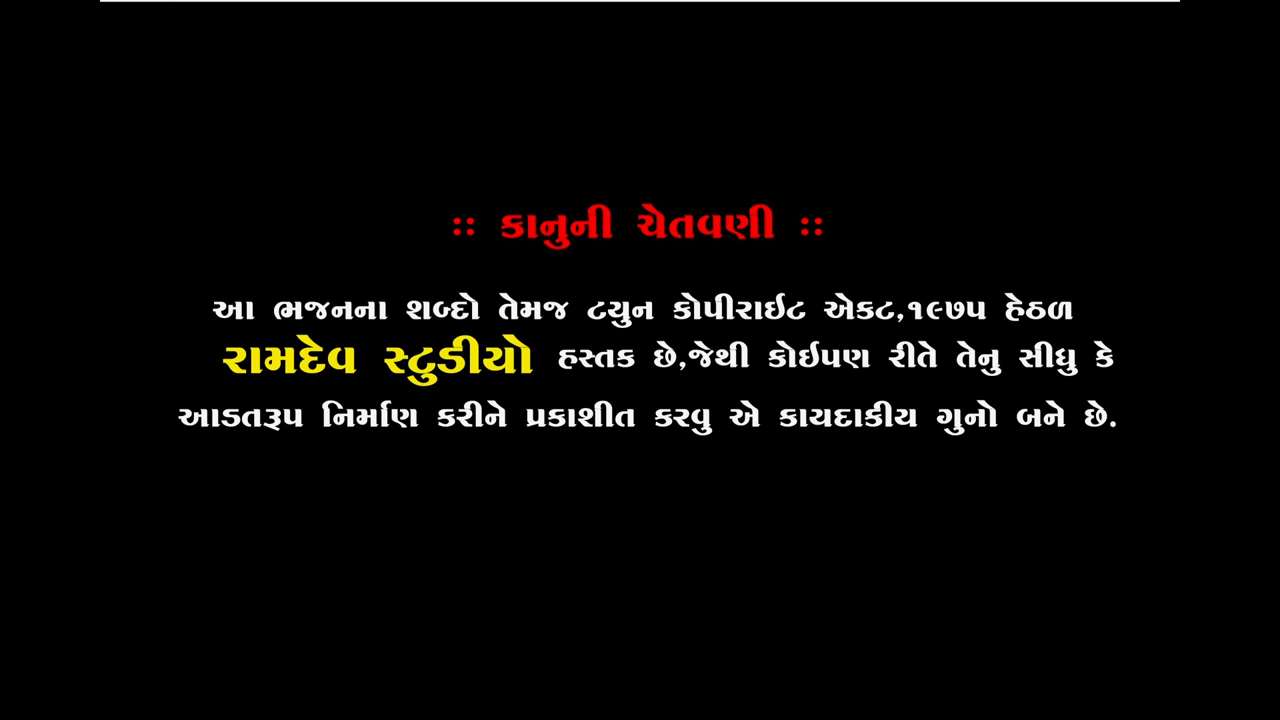 :: કાનુની ચેતવણી ::
આ ભજનના શબ્દો તેમજ ટયુન કોપીરાઈટ એકટ,૧૯૭૫ હેઠળ
રામદેવ સ્ટુડીયો હસ્તક છે,જેથી કોઈપણ રીતે તેનુ સીધુ કે
આડતરૂપ નિર્માણ કરીને પ્રકાશીત કરવુ એ કાયદાકીય ગુનો બને છે.